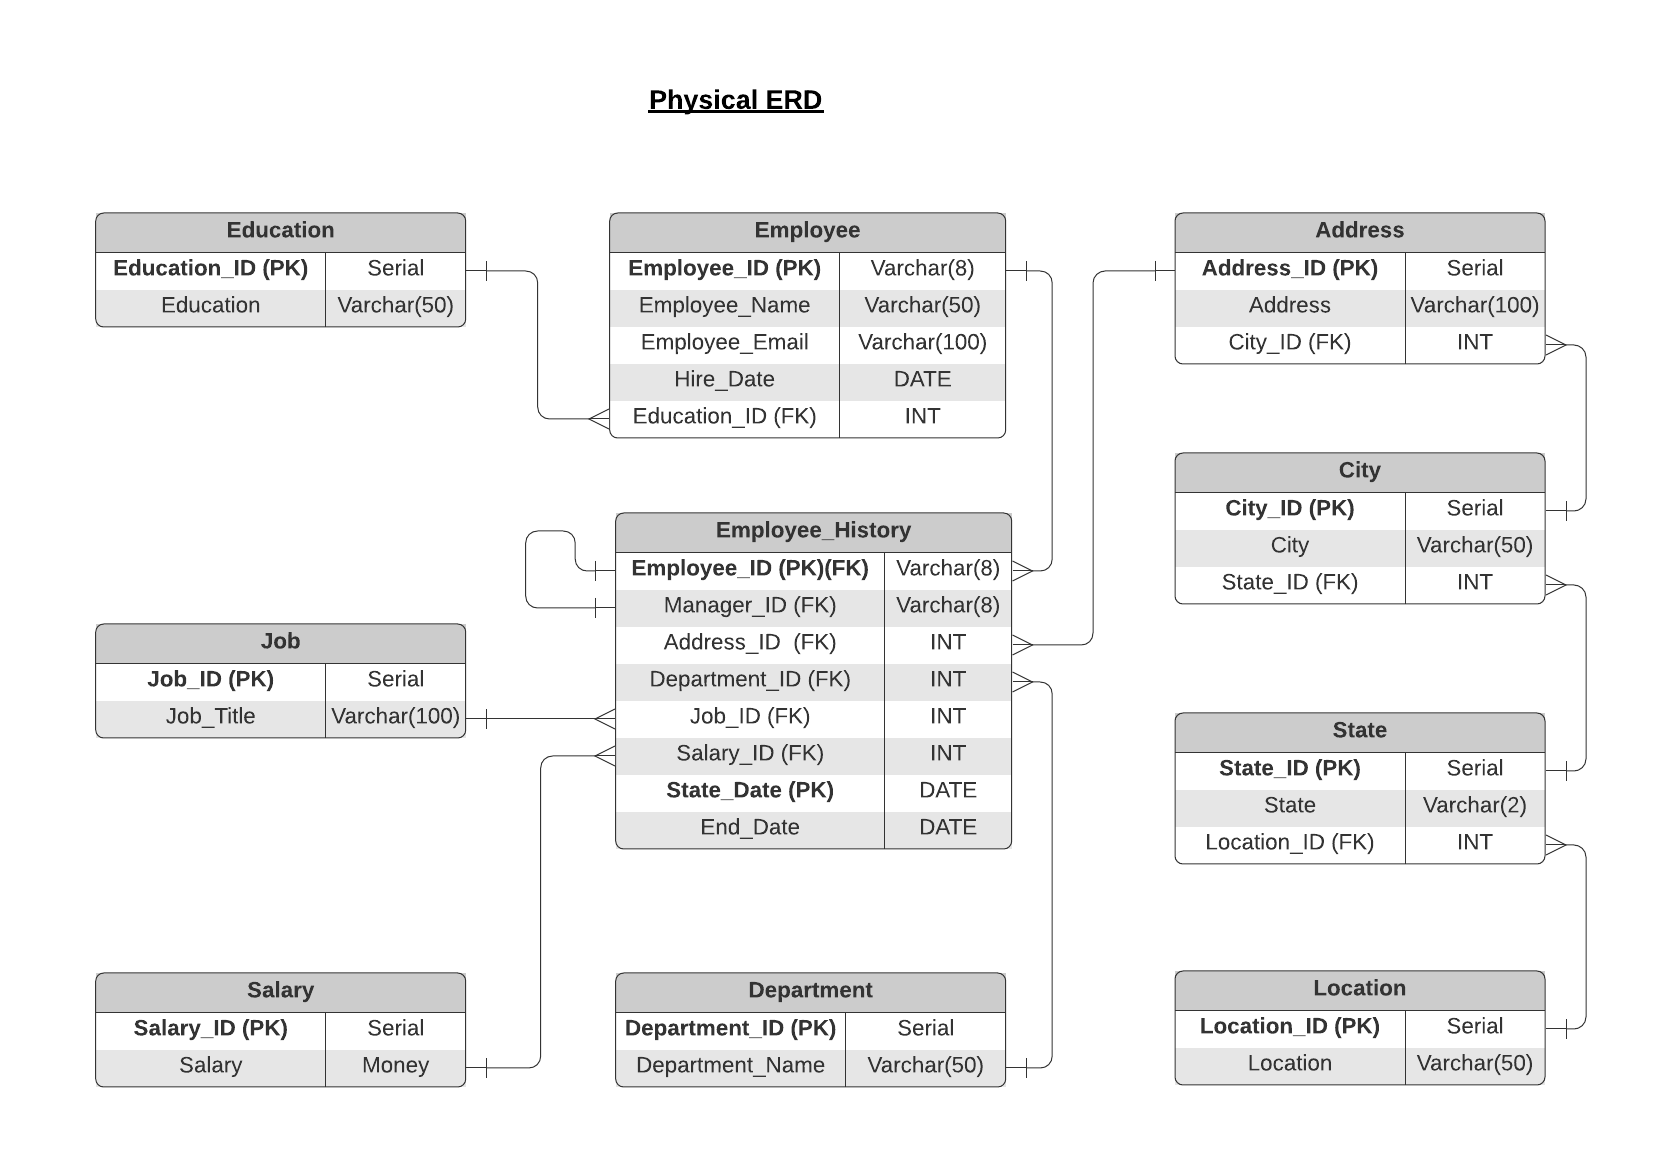 Physical ERD
Education
Education_ID (PK) Serial
Education Varchar(50)
Employee
Employee_ID (PK) Varchar(8)
Employee_Name Varchar(50)
Employee_Email Varchar(100)
Hire_Date DATE
Education_ID (FK) INT
Address
Address_ID (PK) Serial
Address Varchar(100)
City_ID (FK) INT
City
City_ID (PK) Serial
City Varchar(50)
State_ID (FK) INT
Employee_History
Employee_ID (PK)(FK) Varchar(8)
Manager_ID (FK) Varchar(8)
Address_ID (FK) INT
Department_ID (FK) INT
Job_ID (FK) INT
Salary_ID (FK) INT
State_Date (PK) DATE
End_Date DATE
Job
Job_ID (PK) Serial
Job_Title Varchar(100)
State
State_ID (PK) Serial
State Varchar(2)
Location_ID (FK) INT
Salary
Salary_ID (PK) Serial
Salary Money
Department
Department_ID (PK) Serial
Department_Name Varchar(50)
Location
Location_ID (PK) Serial
Location Varchar(50)